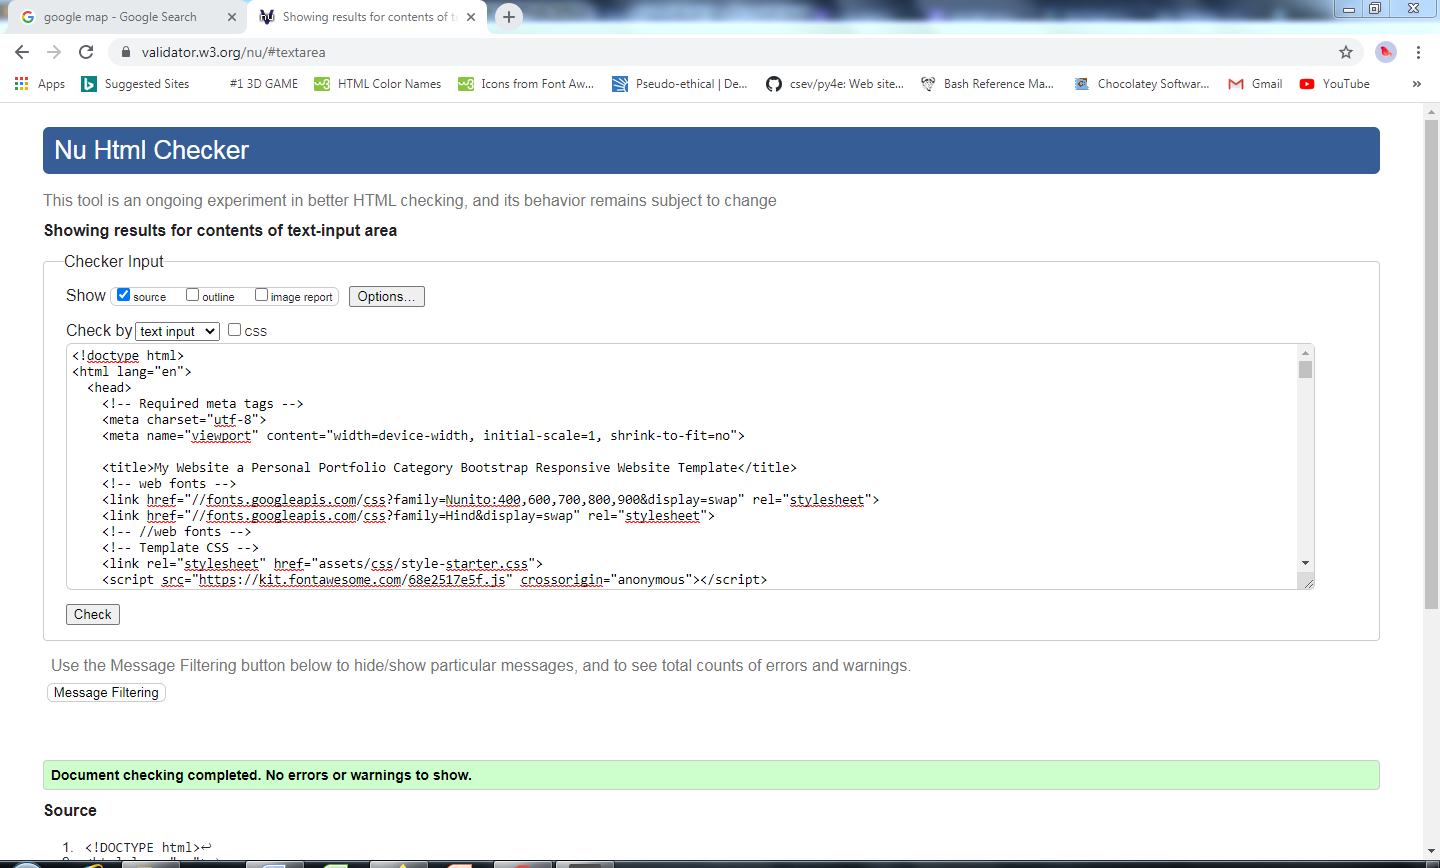 google map - Google Search
Showing results for contents of t
validator.w3.org/nu/#textarea
Apps Suggested Sites #1 3D GAME HTML Color Names Icons from Font Aw... Pseudo-ethical | De... csev/py4e: Web site... Bash Reference Ma... Chocolatey Softwar... Gmail YouTube »
Nu Html Checker
This tool is an ongoing experiment in better HTML checking, and its behavior remains subject to change
Showing results for contents of text-input area
Checker Input
Show source outline image report Options...
Check by text input CSS
<!doctype html>
<html lang="en">
<head>
<!-- Required meta tags -->
<meta charset="utf-8">
<meta name="viewport" content="width=device-width, initial-scale=1, shrink-to-fit=no">
<title>My Website a Personal Portfolio Category Bootstrap Responsive Website Template</title>
<!-- web fonts -->
<link href="//fonts.googleapis.com/css?family=Nunito:400,600,700,800,900&display=swap" rel="stylesheet">
<link href="//fonts.googleapis.com/css?family=Hind&display=swap" rel="stylesheet">
<!-- //web fonts -->
<!-- Template CSS -->
<link rel="stylesheet" href="assets/css/style-starter.css">
<script src="https://kit.fontawesome.com/68e2517e5f.js" crossorigin="anonymous"></script>
Check
Use the Message Filtering button below to hide/show particular messages, and to see total counts of errors and warnings.
Message Filtering
Document checking completed. No errors or warnings to show.
Source
1. <!DOCTYPE html>↩